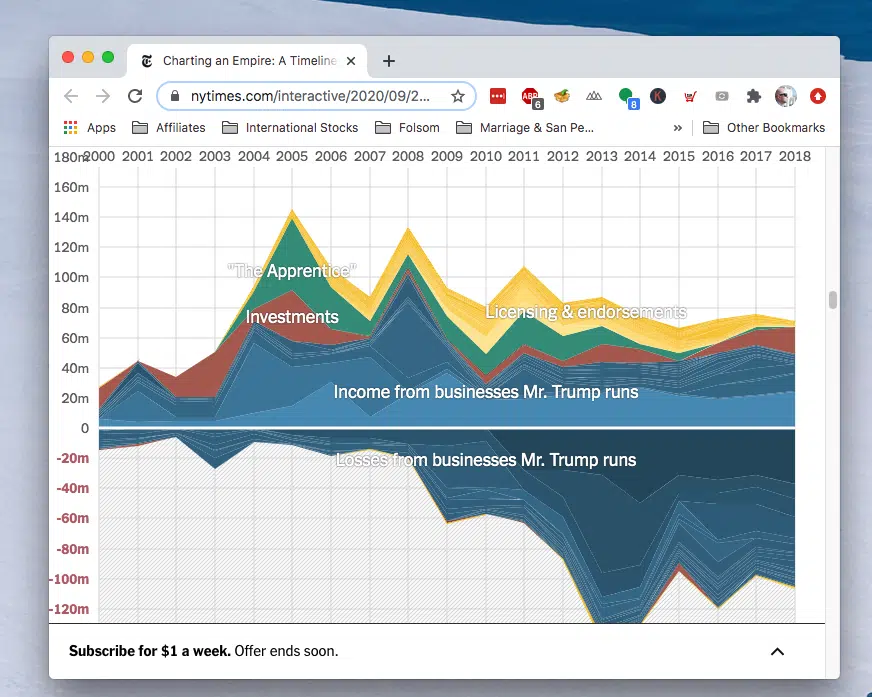 Charting an Empire: A Timeline
nytimes.com/interactive/2020/09/2...
ABP 6 8 K
Apps Affiliates International Stocks Folsom Marriage & San Pe... » Other Bookmarks
180m 2000 2001 2002 2003 2004 2005 2006 2007 2008 2009 2010 2011 2012 2013 2014 2015 2016 2017 2018
160m
140m
120m
"The Apprentice"
100m
80m
Licensing & endorsements
Investments
60m
40m
Income from businesses Mr. Trump runs
20m
0
-20m
Losses from businesses Mr. Trump runs
-40m
-60m
-80m
-100m
-120m
Subscribe for $1 a week. Offer ends soon.